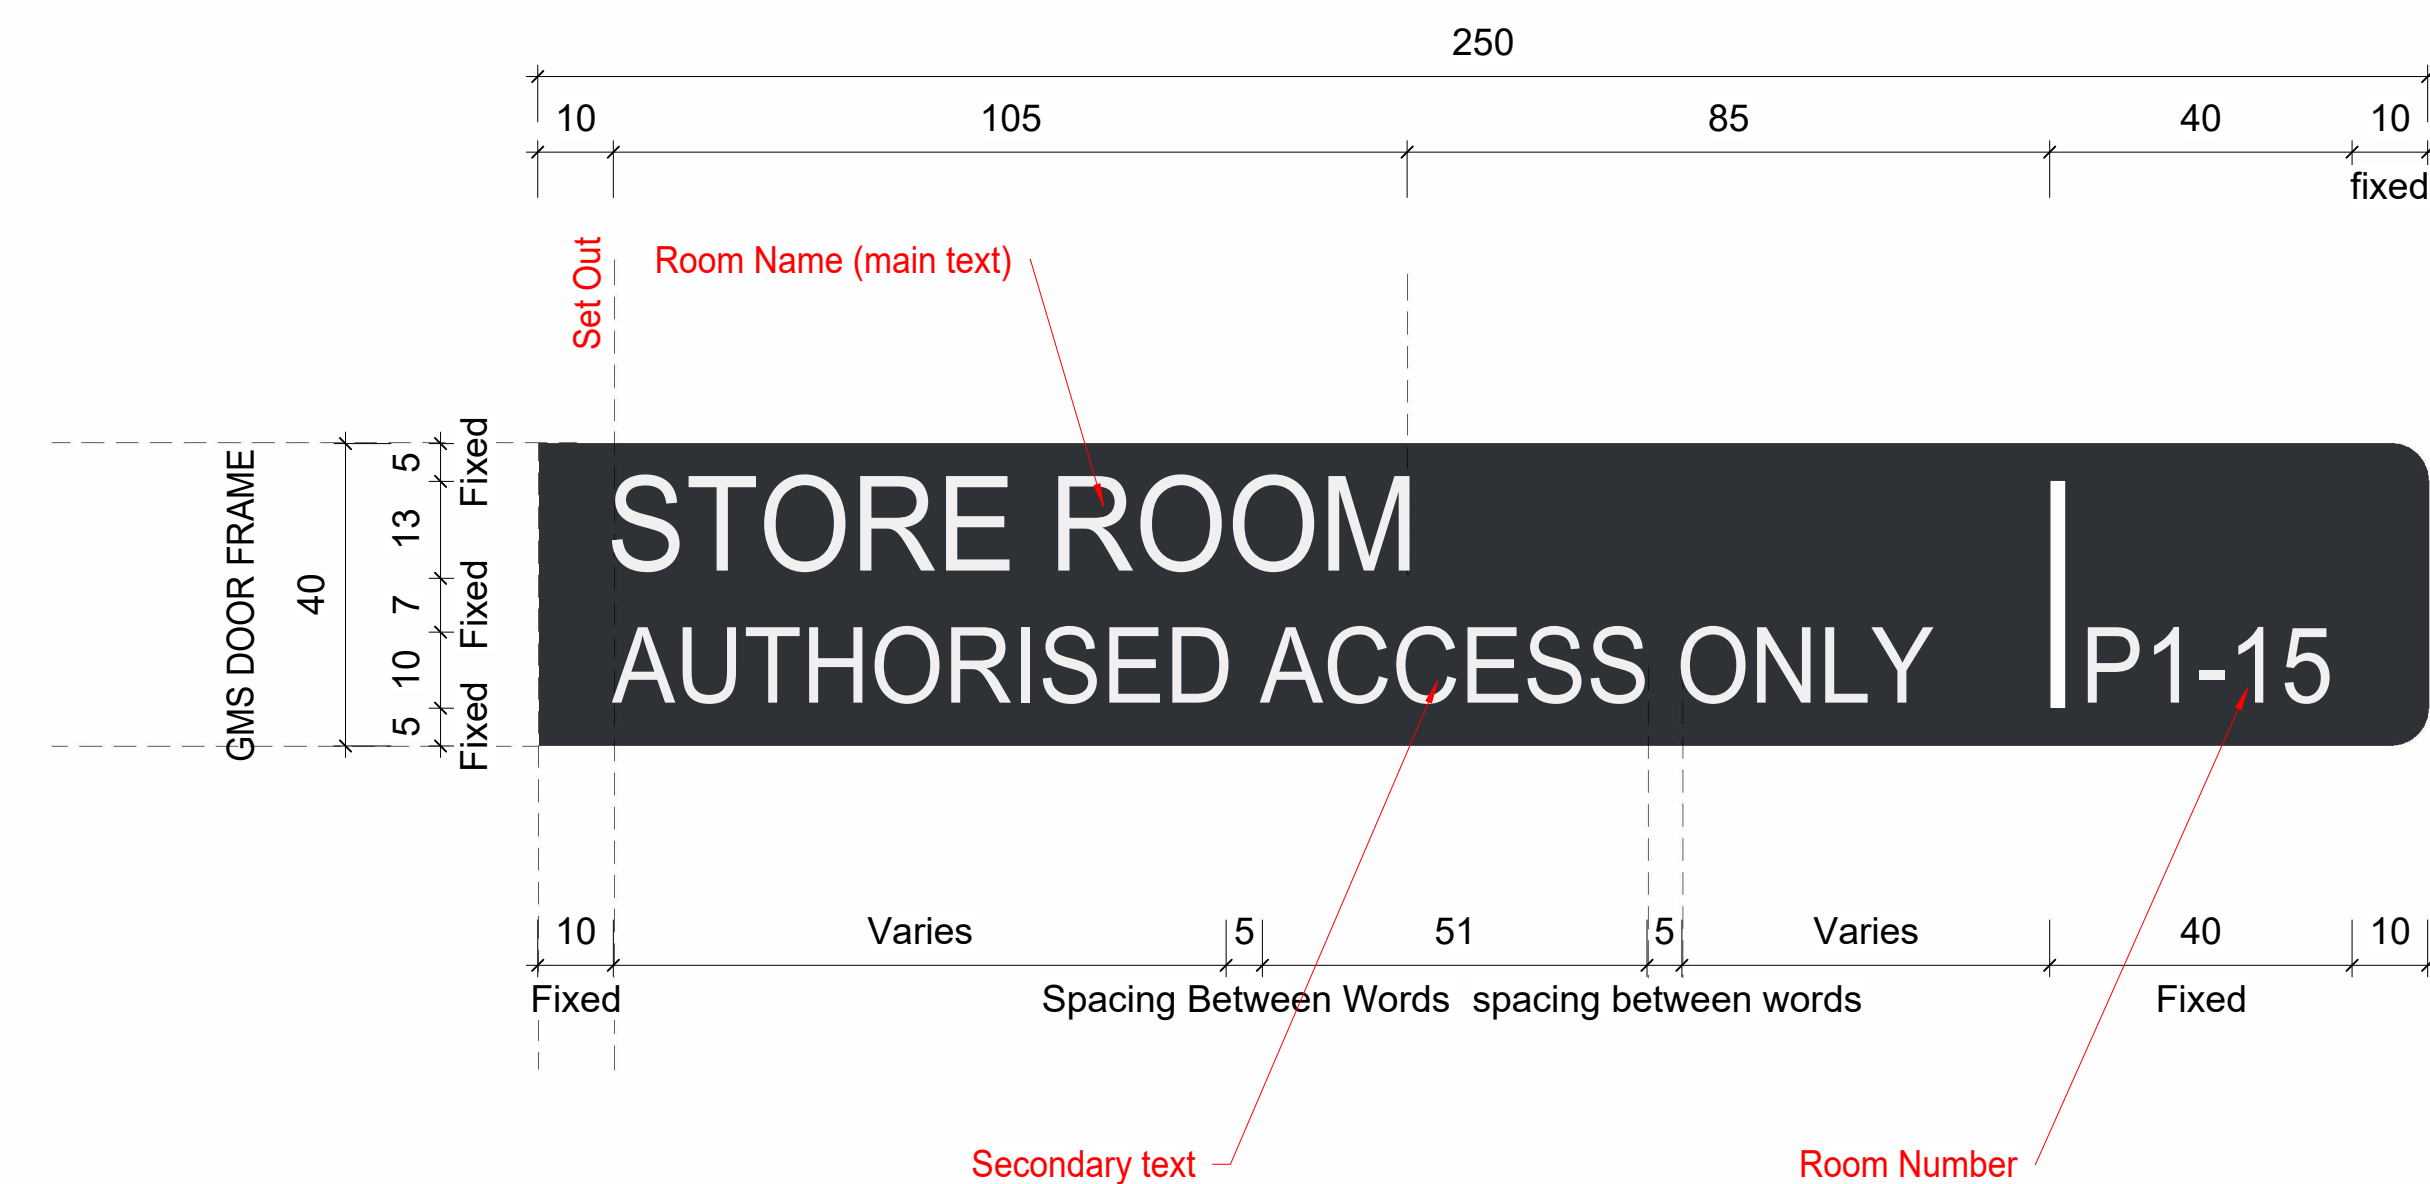 250
10 105 85 40 10
fixed
Set Out
Room Name (main text)
GMS DOOR FRAME
40
5 13 7 10 5
Fixed Fixed Fixed
STORE ROOM
AUTHORISED ACCESS ONLY P1-15
10 Varies 5 51 5 Varies 40 10
Fixed Spacing Between Words spacing between words Fixed
Secondary text Room Number